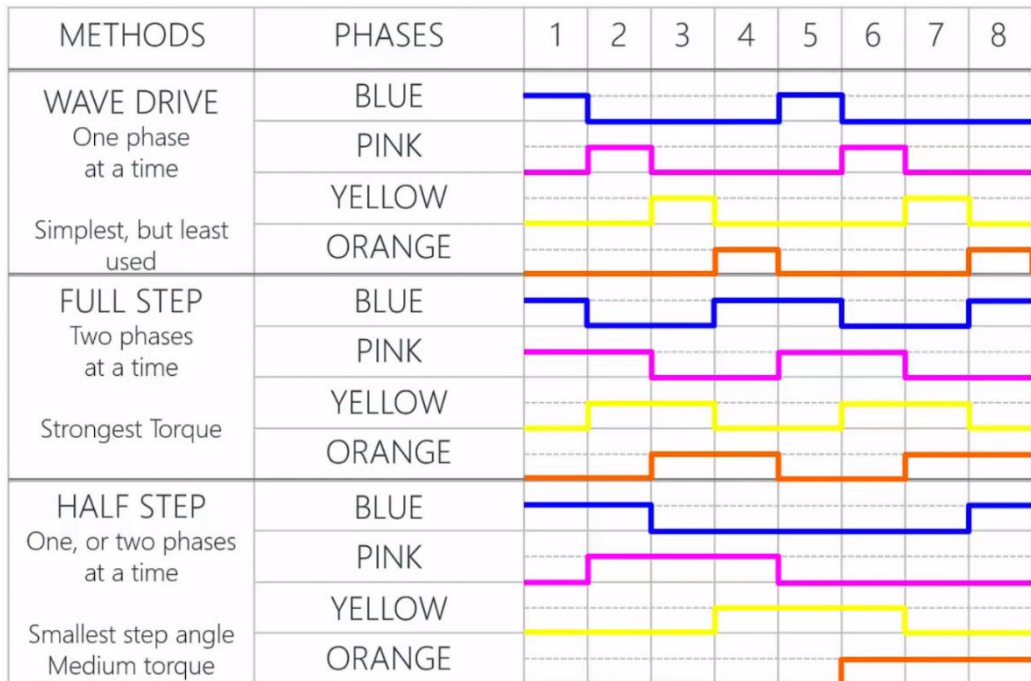 METHODS PHASES 1 2 3 4 5 6 7 8
WAVE DRIVE
One phase
at a time
Simplest, but least
used
BLUE
PINK
YELLOW
ORANGE
FULL STEP
Two phases
at a time
Strongest Torque
BLUE
PINK
YELLOW
ORANGE
HALF STEP
One, or two phases
at a time
Smallest step angle
Medium torque
BLUE
PINK
YELLOW
ORANGE